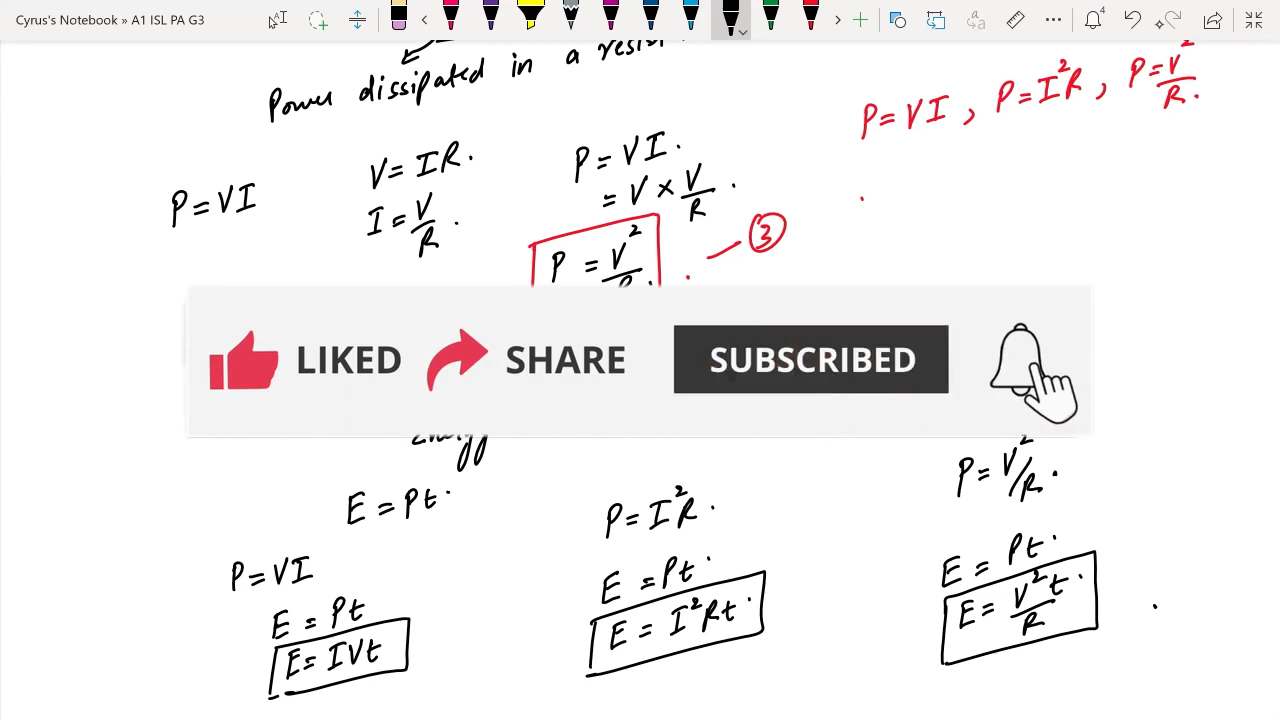 Cyrus's Notebook » A1 ISL PA G3
4
Power dissipated in a
P = VI , P = I²R , P = V²/R.
P = VI
V = IR.
I = V/R.
P = VI.
= V × V/R.
P = V²/R.
3
LIKED SHARE SUBSCRIBED
E = Pt.
P = VI
E = Pt
E = IVt
P = I²R.
E = Pt.
E = I²Rt.
P = V²/R.
E = Pt.
E = V²t/R.